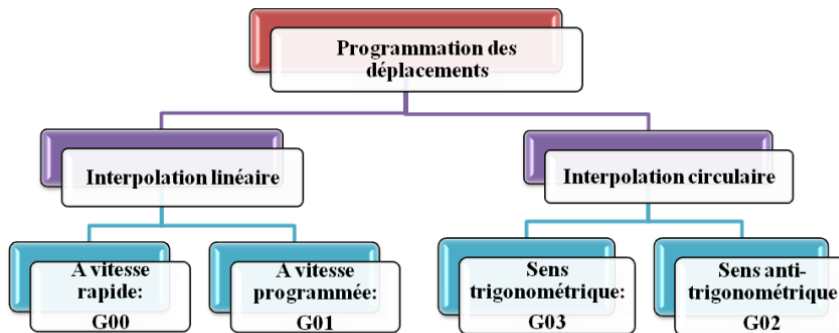 Programmation des
déplacements
Interpolation linéaire
Interpolation circulaire
A vitesse
rapide:
G00
A vitesse
programmée:
G01
Sens
trigonométrique:
G03
Sens anti-
trigonométrique:
G02